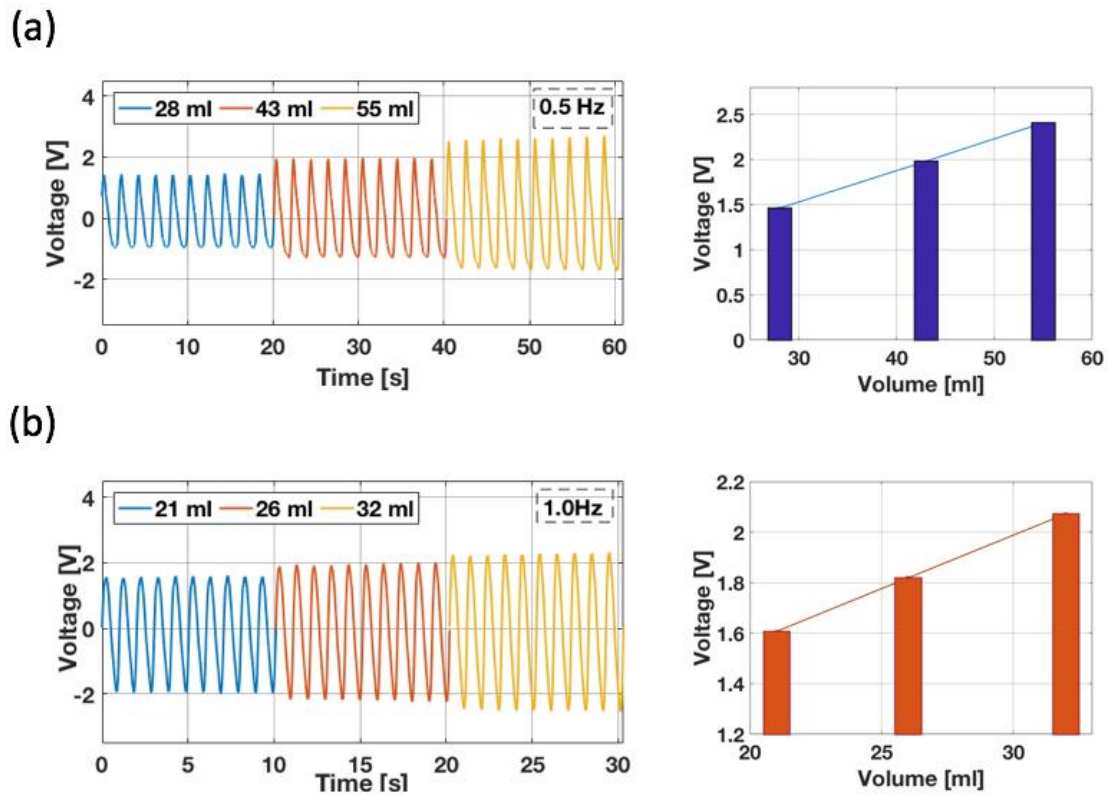 (a)
28 ml 43 ml 55 ml
0.5 Hz
Voltage [V]
4
2
0
-2
0 10 20 30 40 50 60
Time [s]
Voltage [V]
2.5
2
1.5
1
0.5
0
30 40 50 60
Volume [ml]
(b)
21 ml 26 ml 32 ml
1.0Hz
Voltage [V]
4
2
0
-2
0 5 10 15 20 25 30
Time [s]
Voltage [V]
2.2
2
1.8
1.6
1.4
1.2
20 25 30
Volume [ml]